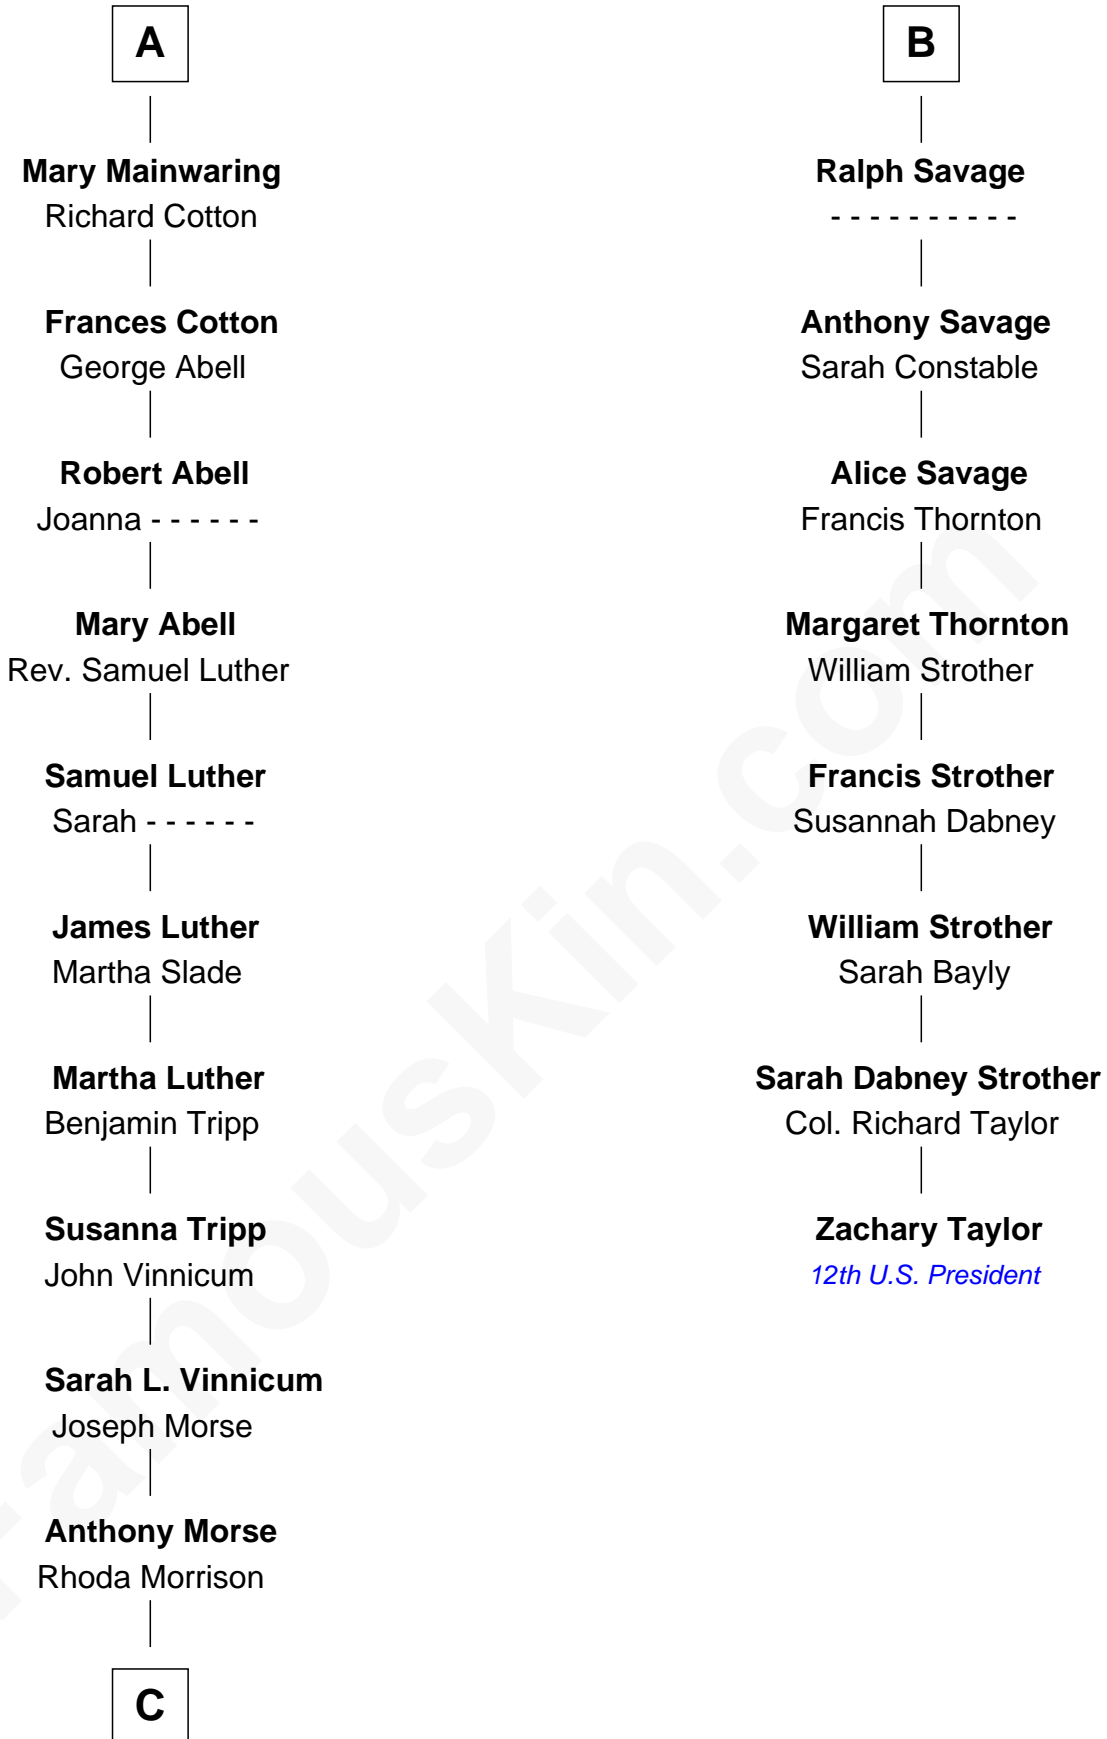 A
Mary Mainwaring
Richard Cotton
Frances Cotton
George Abell
Robert Abell
Joanna - - - - - -
Mary Abell
Rev. Samuel Luther
Samuel Luther
Sarah - - - - - -
James Luther
Martha Slade
Martha Luther
Benjamin Tripp
Susanna Tripp
John Vinnicum
Sarah L. Vinnicum
Joseph Morse
Anthony Morse
Rhoda Morrison
C
B
Ralph Savage
- - - - - - - - - -
Anthony Savage
Sarah Constable
Alice Savage
Francis Thornton
Margaret Thornton
William Strother
Francis Strother
Susannah Dabney
William Strother
Sarah Bayly
Sarah Dabney Strother
Col. Richard Taylor
Zachary Taylor
12th U.S. President
FamousKin.com